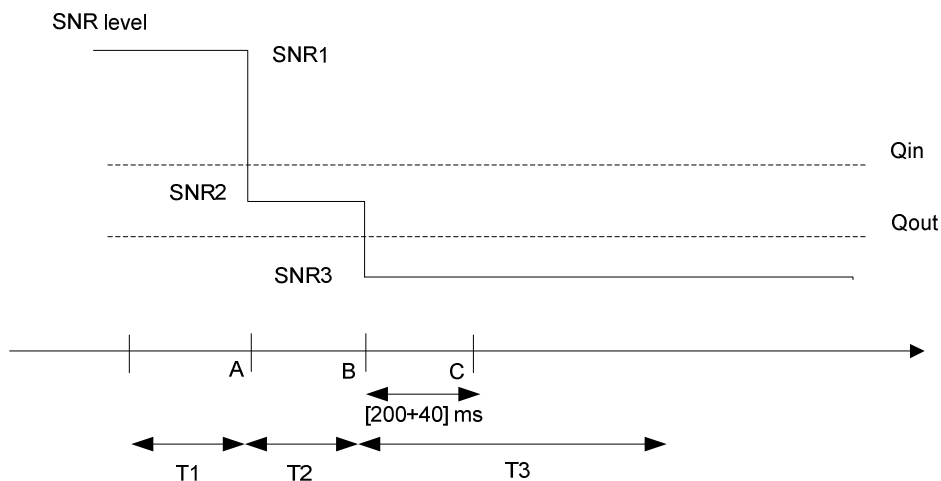 SNR level
SNR1
Qin
SNR2
Qout
SNR3
A
B
C
[200+40] ms
T1
T2
T3